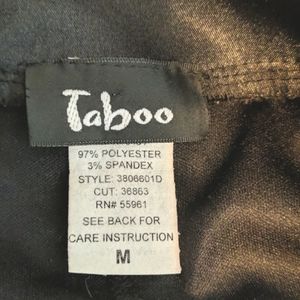 Taboo
97% POLYESTER
3% SPANDEX
STYLE: 3806601D
CUT: 36863
RN# 55961
SEE BACK FOR
CARE INSTRUCTION
M